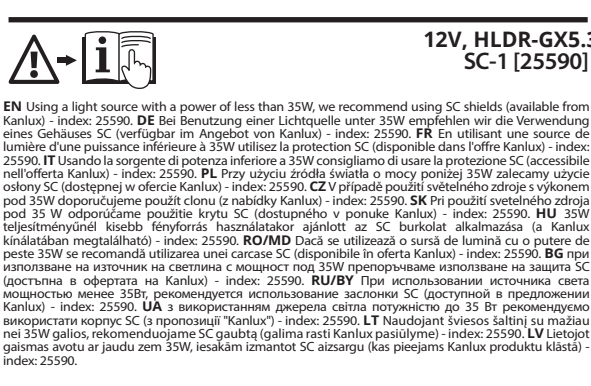 12V, HLDR-GX5.3
SC-1 [25590]
EN Using a light source with a power of less than 35W, we recommend using SC shields (available from
Kanlux) - index: 25590. DE Bei Benutzung einer Lichtquelle unter 35W empfehlen wir die Verwendung
eines Gehäuses SC (verfügbar im Angebot von Kanlux) - index: 25590. FR En utilisant une source de
lumière d'une puissance inférieure à 35W utilisez la protection SC (disponible dans l'offre Kanlux) - index:
25590. IT Usando la sorgente di potenza inferiore a 35W consigliamo di usare la protezione SC (accessibile
nell'offerta Kanlux) - index: 25590. PL Przy użyciu źródła światła o mocy poniżej 35W zalecamy użycie
osłony SC (dostępnej w ofercie Kanlux) - index: 25590. CZ V případě použití světelného zdroje s výkonem
pod 35W doporučujeme použít clonu (z nabídky Kanlux) - index: 25590. SK Pri použití svetelného zdroja
pod 35 W odporúčame použitie krytu SC (dostupného v ponuke Kanlux) - index: 25590. HU 35W
teljesítményűnél kisebb fényforrás használatakor ajánlott az SC burkolat alkalmazása (a Kanlux
kínálatában megtalálható) - index: 25590. RO/MD Dacă se utilizează o sursă de lumină cu o putere de
peste 35W se recomandă utilizarea unei carcase SC (disponibile în oferta Kanlux) - index: 25590. BG при
използване на източник на светлина с мощност под 35W препоръчваме използване на защита SC
(достъпна в офертата на Kanlux) - index: 25590. RU/BY При использовании источника света
мощностью менее 35Вт, рекомендуется использование заслонки SC (доступной в предложении
Kanlux) - index: 25590. UA з використанням джерела світла потужністю до 35 Вт рекомендуємо
використати корпус SC (з пропозиції "Kanlux") - index: 25590. LT Naudojant šviesos šaltinį su mažiau
nei 35W galios, rekomenduojame SC gaubtą (galima rasti Kanlux pasiūlyme) - index: 25590. LV Lietojot
gaismas avotu ar jaudu zem 35W, iesakām izmantot SC aizsargu (kas pieejams Kanlux produktu klāstā) -
index: 25590.